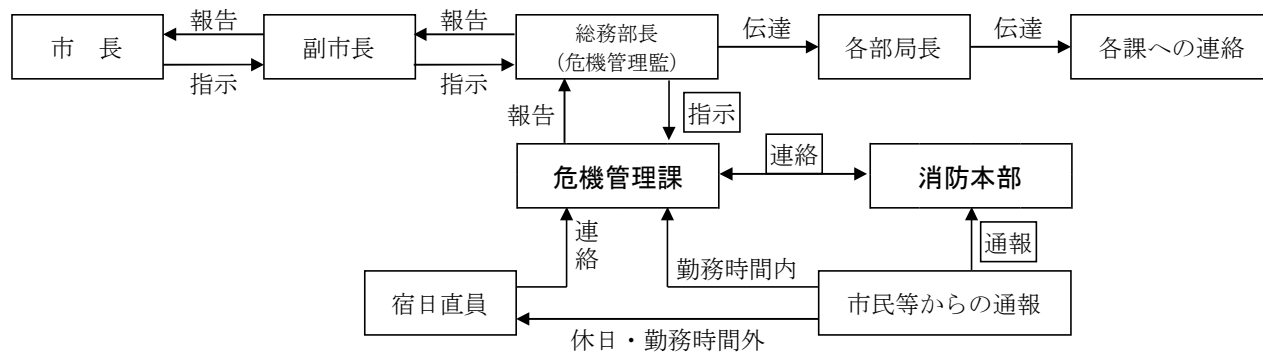 報告
報告
伝達
伝達
市　長
副市長
総務部長
（危機管理監）
各部局長
各課への連絡
指示
指示
報告
指示
危機管理課
連絡
消防本部
連絡
勤務時間内
通報
宿日直員
市民等からの通報
休日・勤務時間外